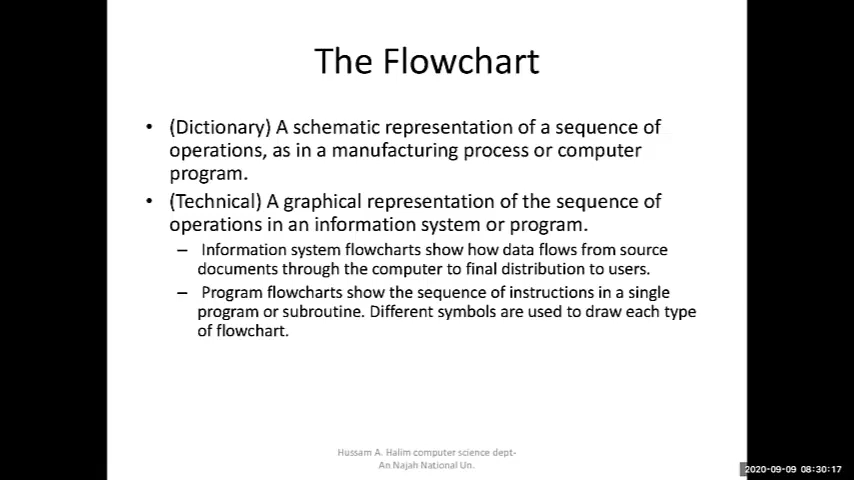 The Flowchart
• (Dictionary) A schematic representation of a sequence of
operations, as in a manufacturing process or computer
program.
• (Technical) A graphical representation of the sequence of
operations in an information system or program.
– Information system flowcharts show how data flows from source
documents through the computer to final distribution to users.
– Program flowcharts show the sequence of instructions in a single
program or subroutine. Different symbols are used to draw each type
of flowchart.
Hussam A. Halim computer science dept-
An Najah National Un.
2020-09-09 08:30:17